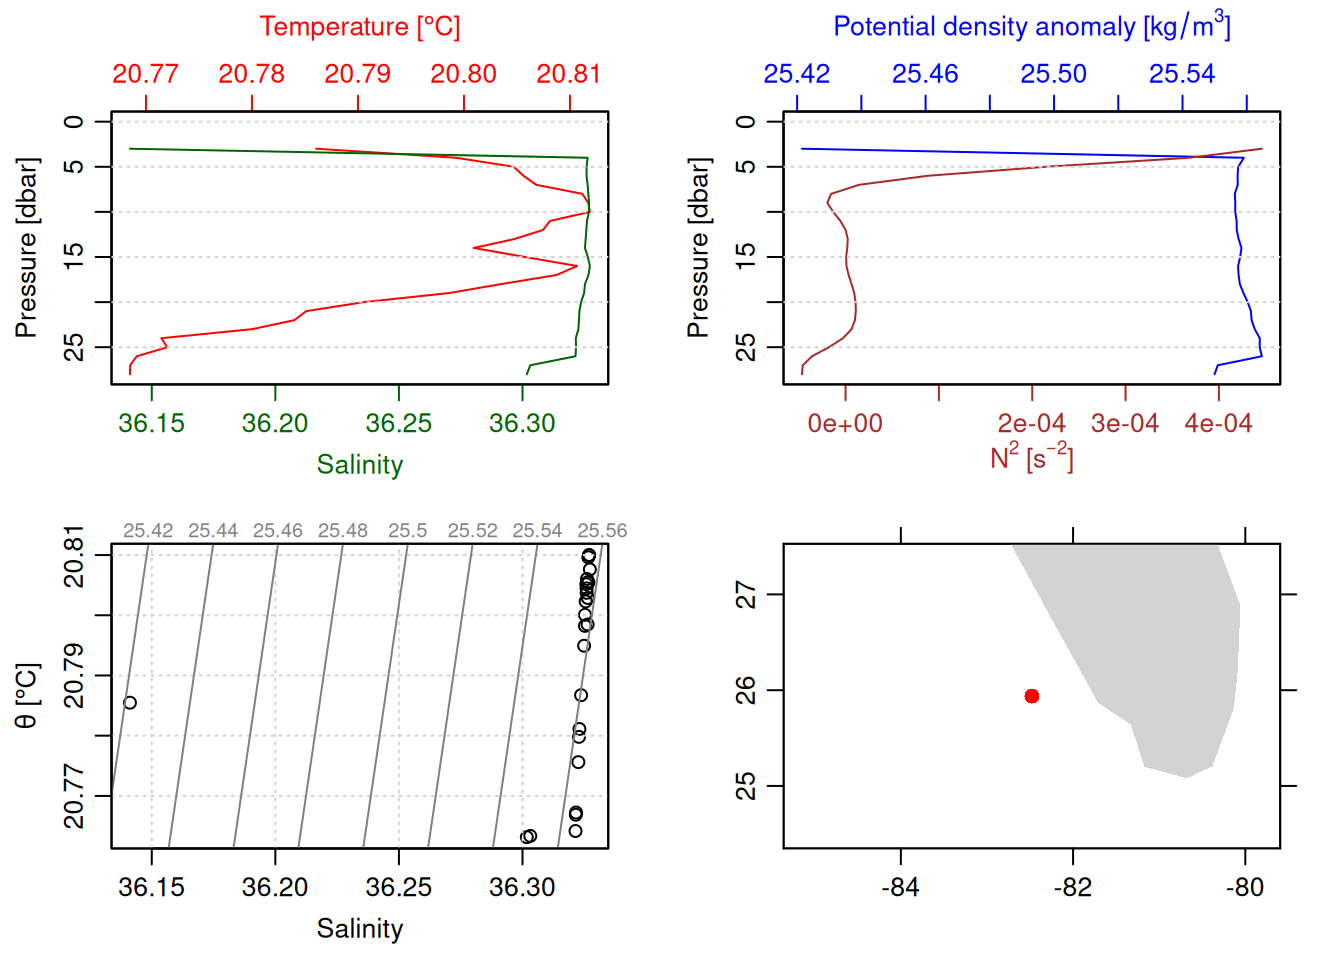 Temperature [°C]
20.77 20.78 20.79 20.80 20.81
0
5
15
25
Pressure [dbar]
36.15 36.20 36.25 36.30
Salinity
Potential density anomaly [kg/m³]
25.42 25.46 25.50 25.54
0
5
15
25
Pressure [dbar]
0e+00 2e-04 3e-04 4e-04
N² [s⁻²]
25.42 25.44 25.46 25.48 25.5 25.52 25.54 25.56
20.81
20.79
20.77
θ [°C]
36.15 36.20 36.25 36.30
Salinity
27
26
25
-84 -82 -80